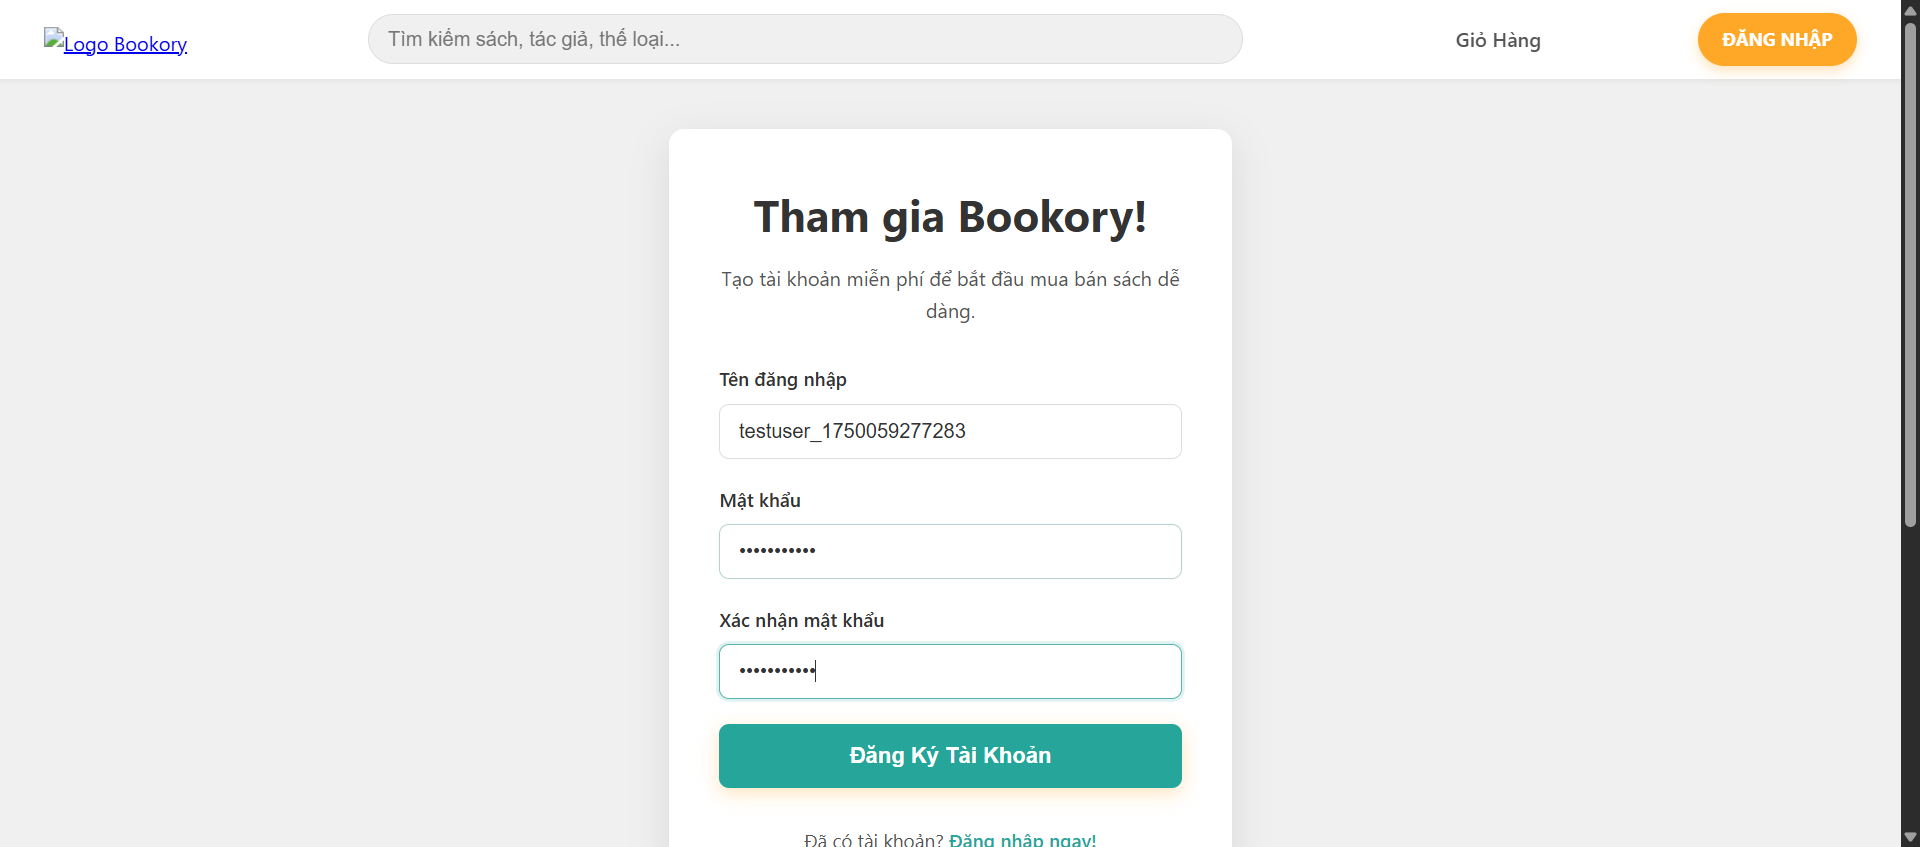 Logo Bookory
Tìm kiếm sách, tác giả, thể loại...
Giỏ Hàng
ĐĂNG NHẬP
Tham gia Bookory!
Tạo tài khoản miễn phí để bắt đầu mua bán sách dễ
dàng.
Tên đăng nhập
testuser_1750059277283
Mật khẩu
•••••••••••
Xác nhận mật khẩu
•••••••••••
Đăng Ký Tài Khoản
Đã có tài khoản? Đăng nhập ngay!